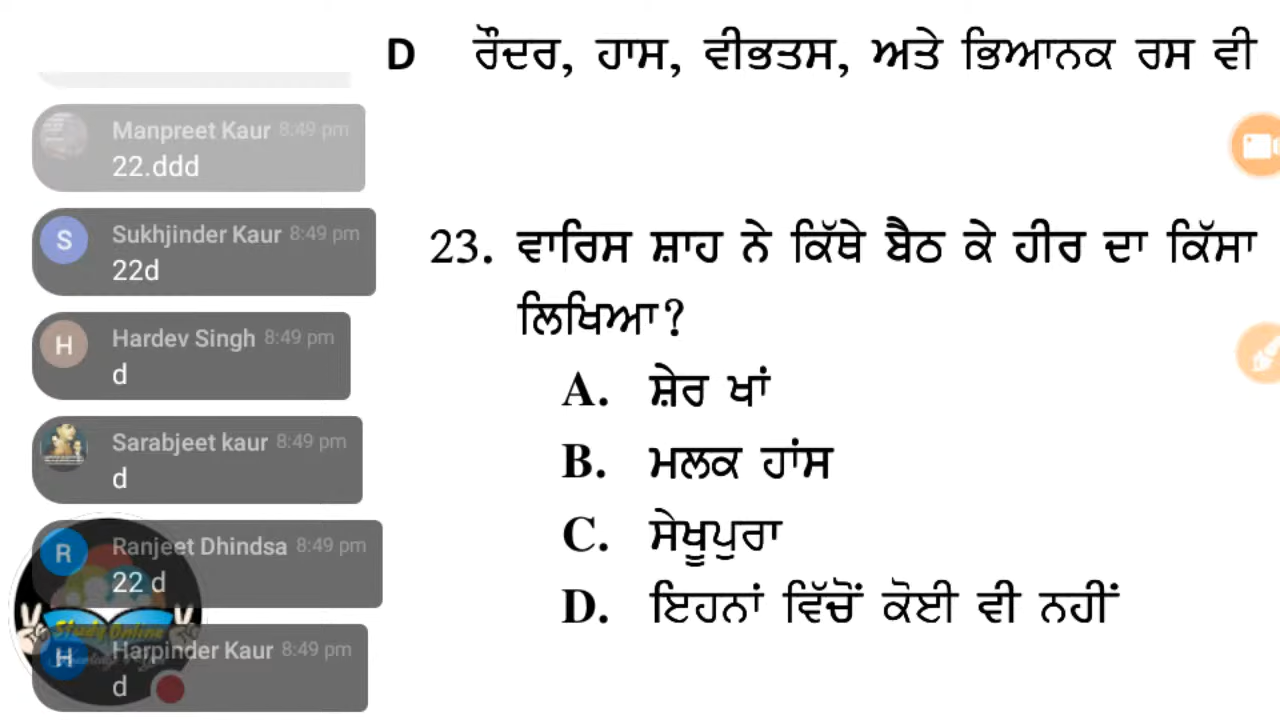 D ਰੌਦਰ, ਹਾਸ, ਵੀਭਤਸ, ਅਤੇ ਭਿਆਨਕ ਰਸ ਵੀ
Manpreet Kaur 8:49 pm
22.ddd
Sukhjinder Kaur 8:49 pm
S
22d
Hardev Singh 8:49 pm
H
d
Sarabjeet kaur 8:49 pm
d
Ranjeet Dhindsa 8:49 pm
R
22 d
Study Online
Harpinder Kaur 8:49 pm
H
d
23. ਵਾਰਿਸ ਸ਼ਾਹ ਨੇ ਕਿੱਥੇ ਬੈਠ ਕੇ ਹੀਰ ਦਾ ਕਿੱਸਾ
ਲਿਖਿਆ?
A. ਸ਼ੇਰ ਖਾਂ
B. ਮਲਕ ਹਾਂਸ
C. ਸੇਖੂਪੁਰਾ
D. ਇਹਨਾਂ ਵਿੱਚੋਂ ਕੋਈ ਵੀ ਨਹੀਂ